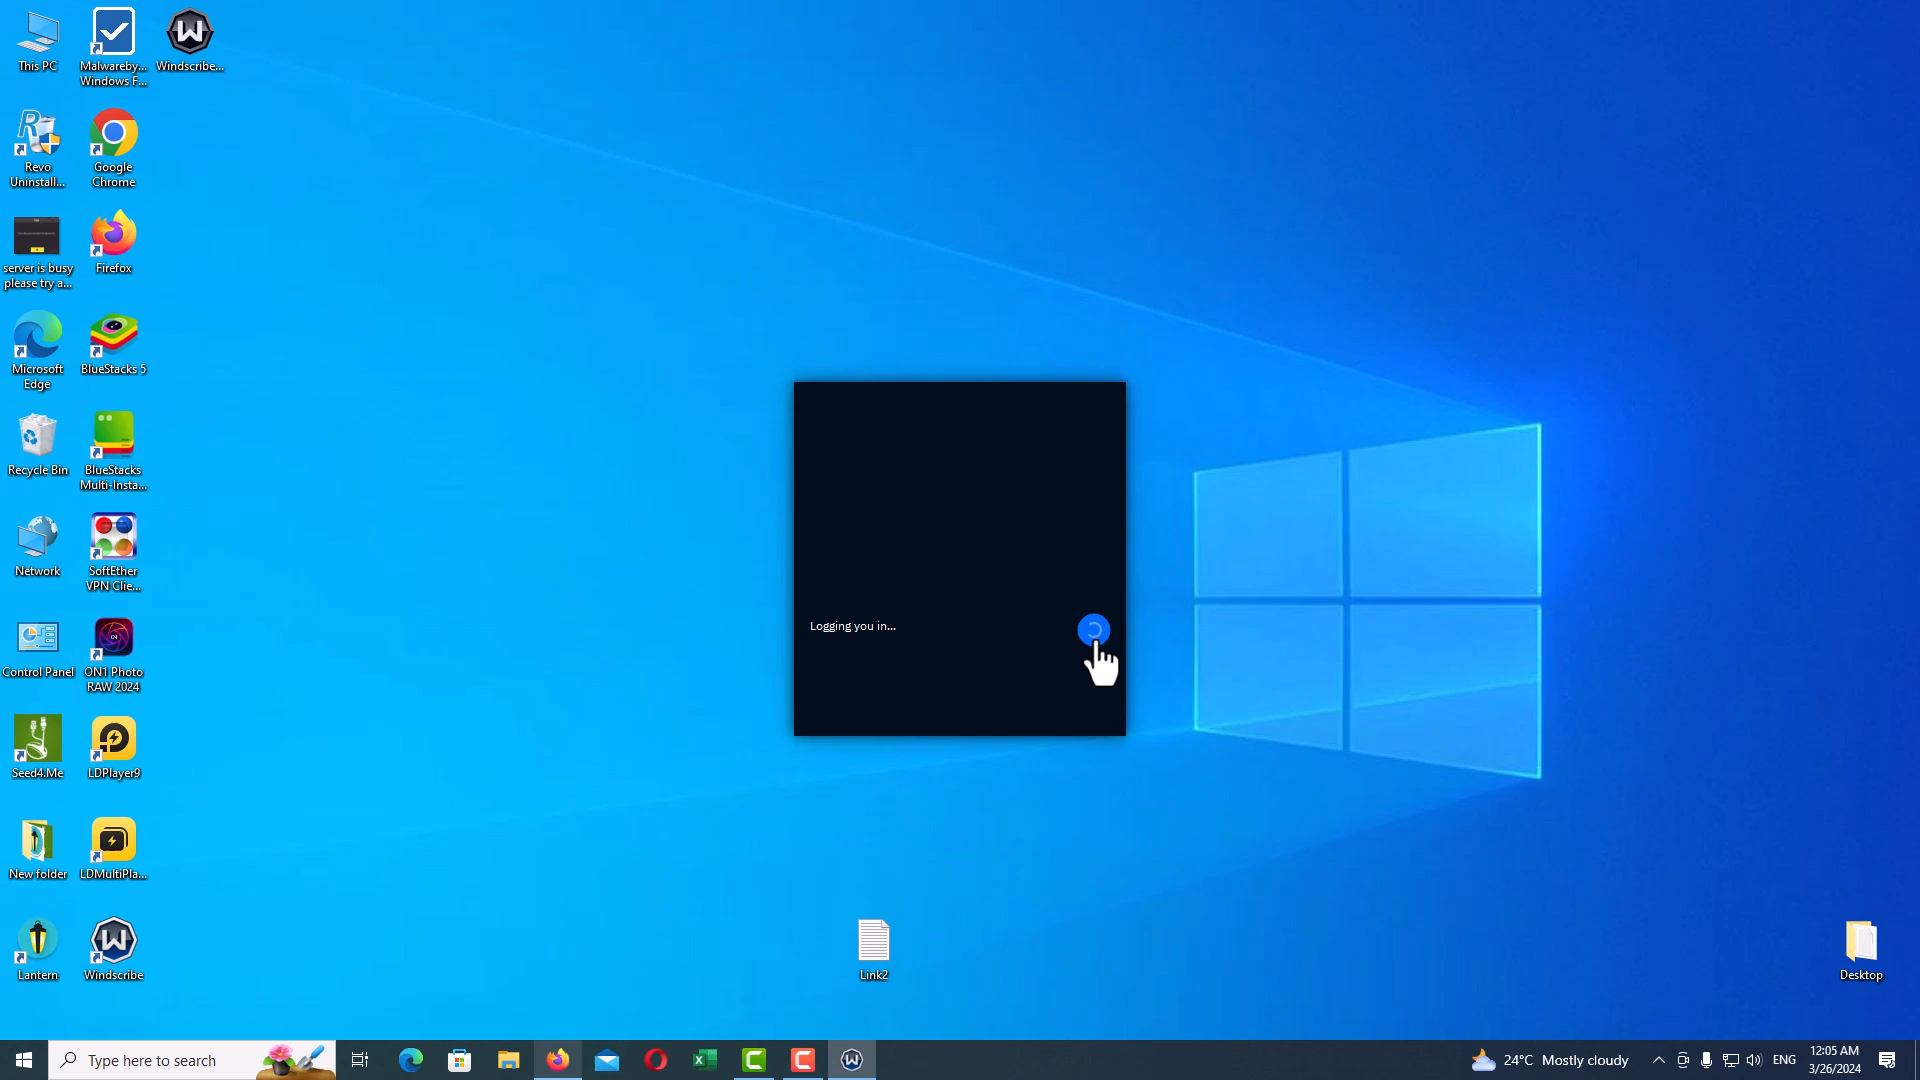 This PC
Malwareby...
Windows F...
Windscribe...
Revo
Uninstall...
Google
Chrome
server is busy
please try a...
Firefox
Microsoft
Edge
BlueStacks 5
Recycle Bin
BlueStacks
Multi-Insta...
Network
SoftEther
VPN Clie...
Control Panel
ON1 Photo
RAW 2024
Seed4.Me
LDPlayer9
New folder
LDMultiPla...
Lantern
Windscribe
Logging you in...
Link2
Desktop
Type here to search
24°C Mostly cloudy
ENG
12:05 AM
3/26/2024